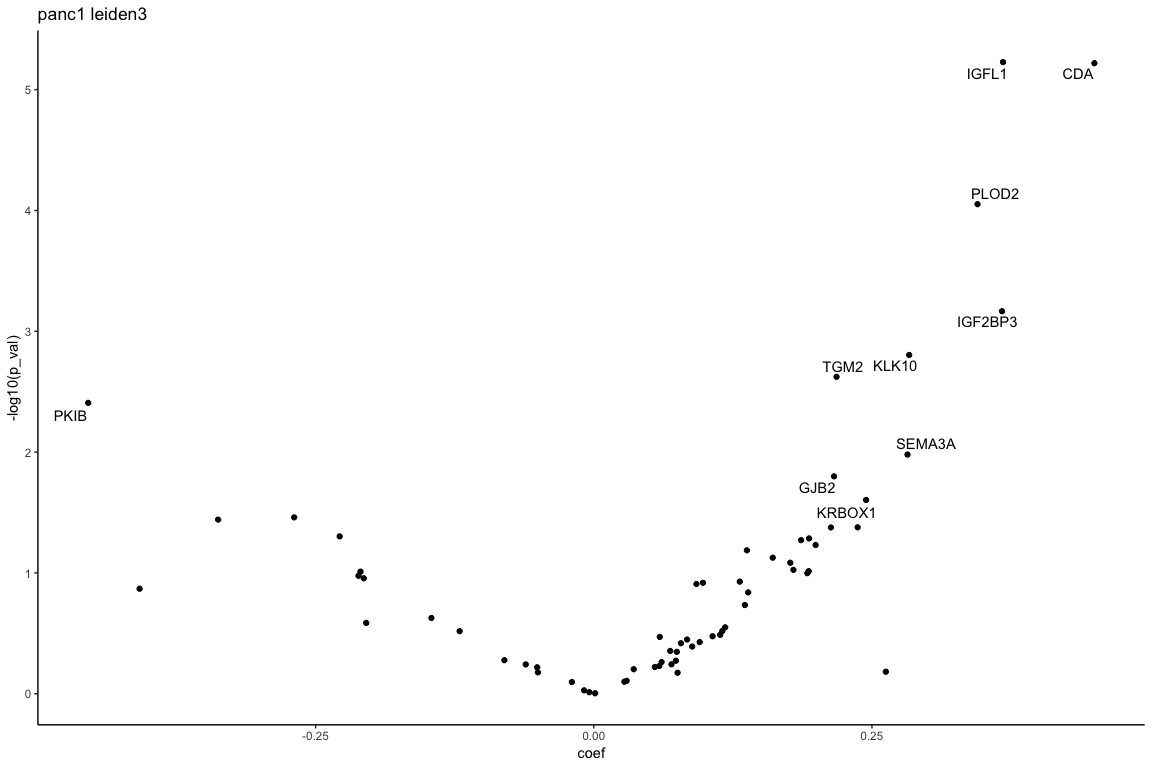 panc1 leiden3
IGFL1
CDA
5
PLOD2
4
IGF2BP3
3
TGM2
KLK10
-log10(p_val)
PKIB
SEMA3A
2
GJB2
KRBOX1
1
0
-0.25
0.00
0.25
coef